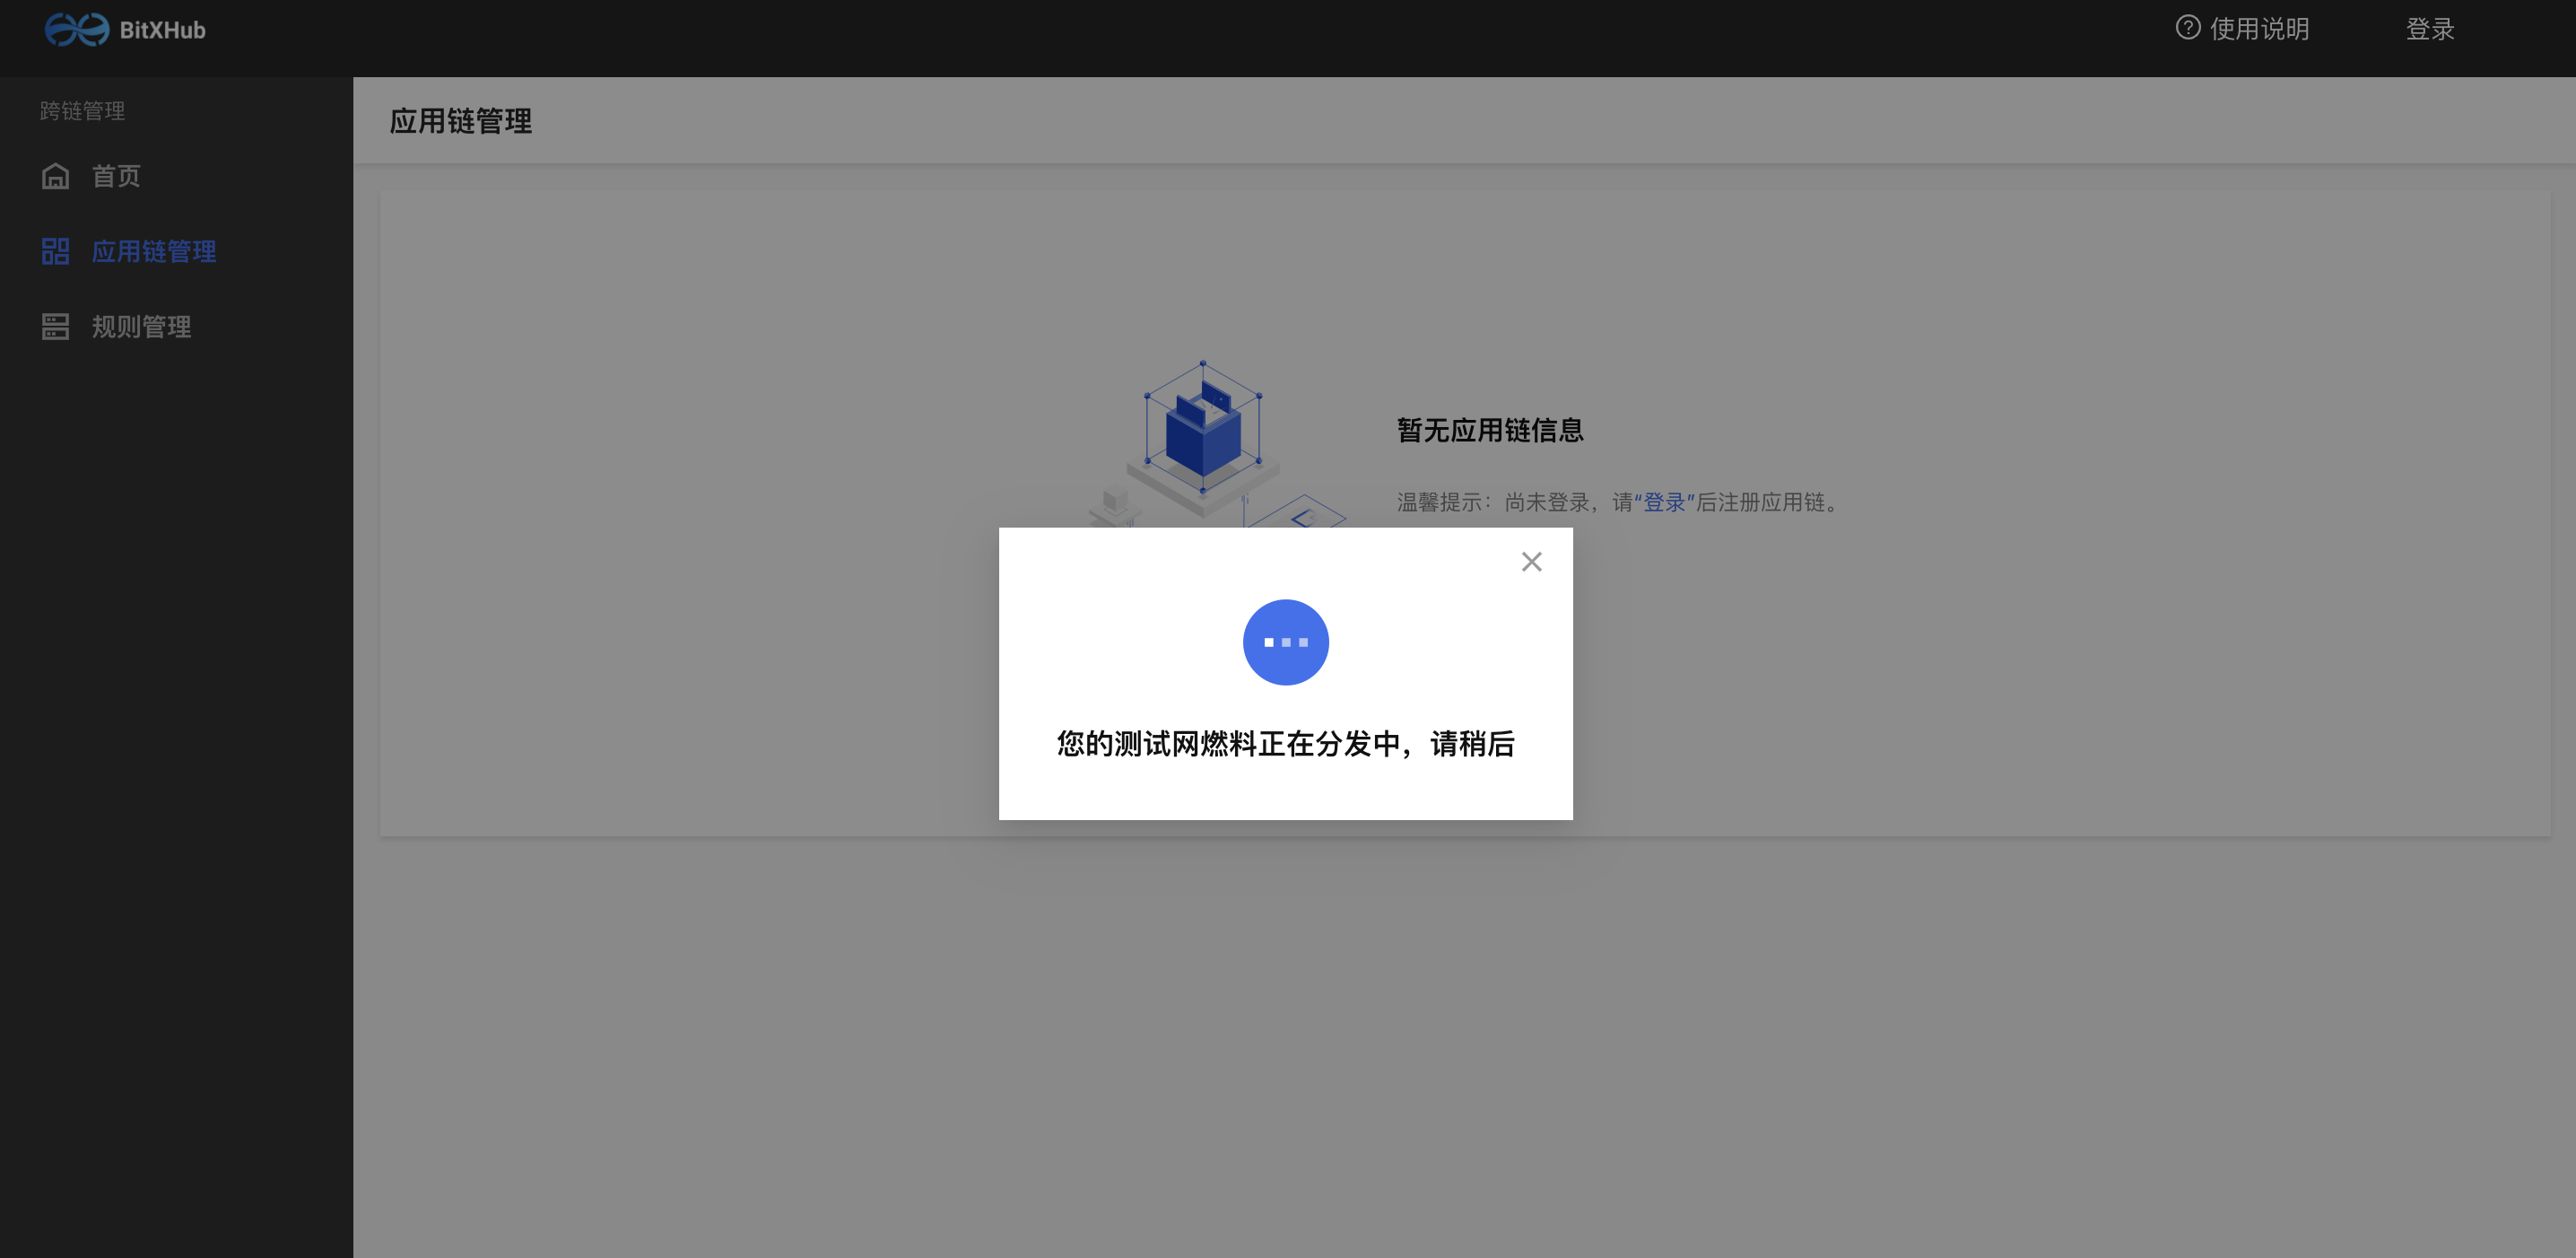 BitXHub
使用说明
登录
跨链管理
首页
应用链管理
规则管理
应用链管理
暂无应用链信息
温馨提示：尚未登录，请“登录”后注册应用链。
您的测试网燃料正在分发中，请稍后